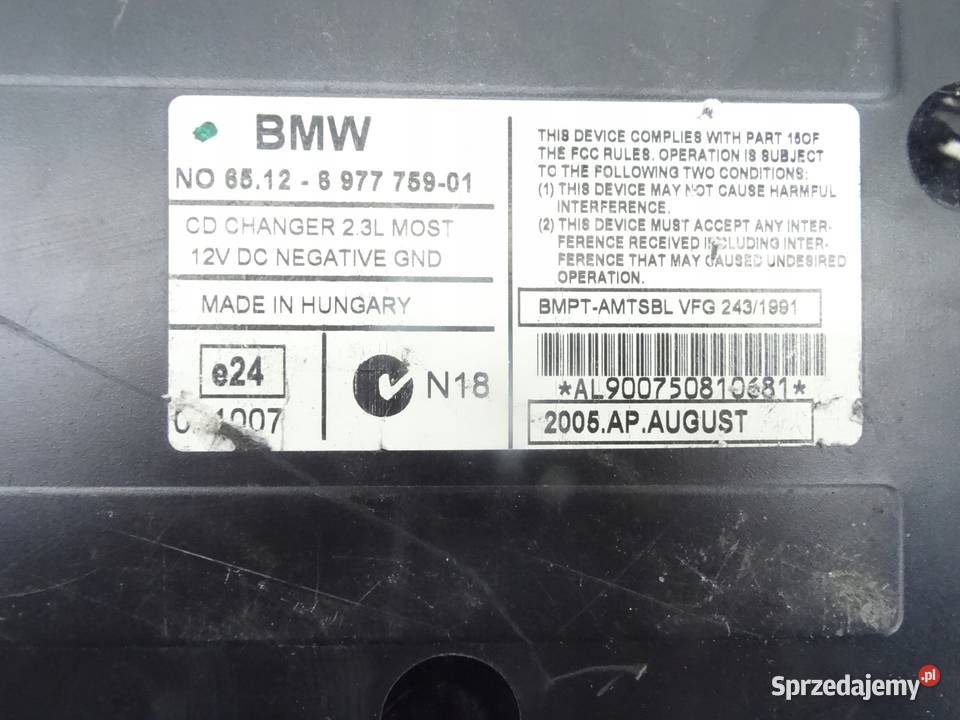 BMW
NO 65.12 - 6 977 759-01
CD CHANGER 2.3L MOST
12V DC NEGATIVE GND
MADE IN HUNGARY
e24
1007
N18
THIS DEVICE COMPLIES WITH PART 15OF
THE FCC RULES. OPERATION IS SUBJECT
TO THE FOLLOWING TWO CONDITIONS:
(1) THIS DEVICE MAY NOT CAUSE HARMFUL
INTERFERENCE.
(2) THIS DEVICE MUST ACCEPT ANY INTER-
FERENCE RECEIVED INCLUDING INTER-
FERENCE THAT MAY CAUSED UNDESIRED
OPERATION.
BMPT-AMTSBL VFG 243/1991
*AL900750810681*
2005.AP.AUGUST
Sprzedajemy.pl